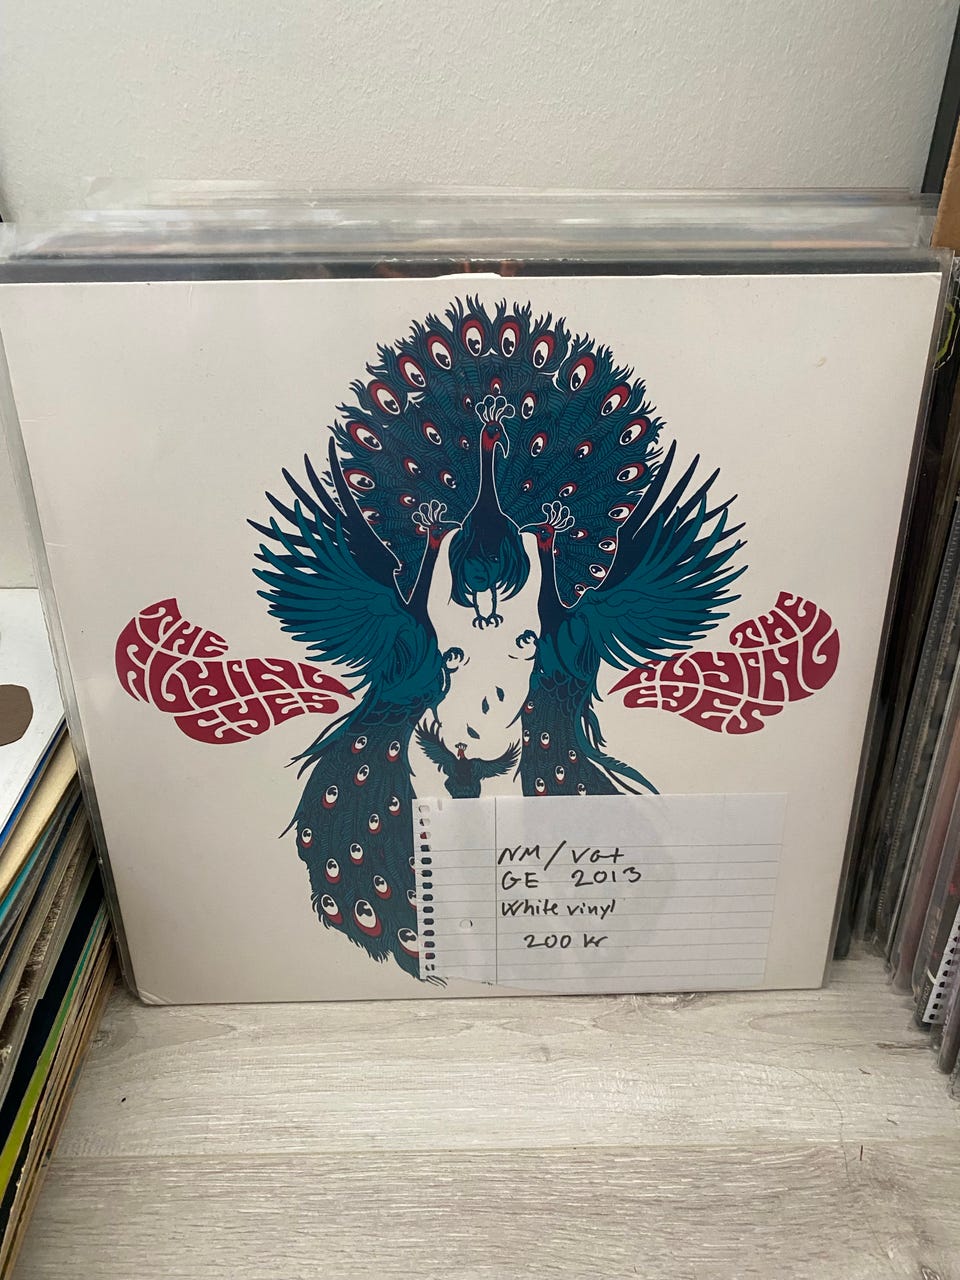 THE
FLYING
EYES
THE
FLYING
EYES
NM/VG+
GE 2013
White vinyl
200 kr